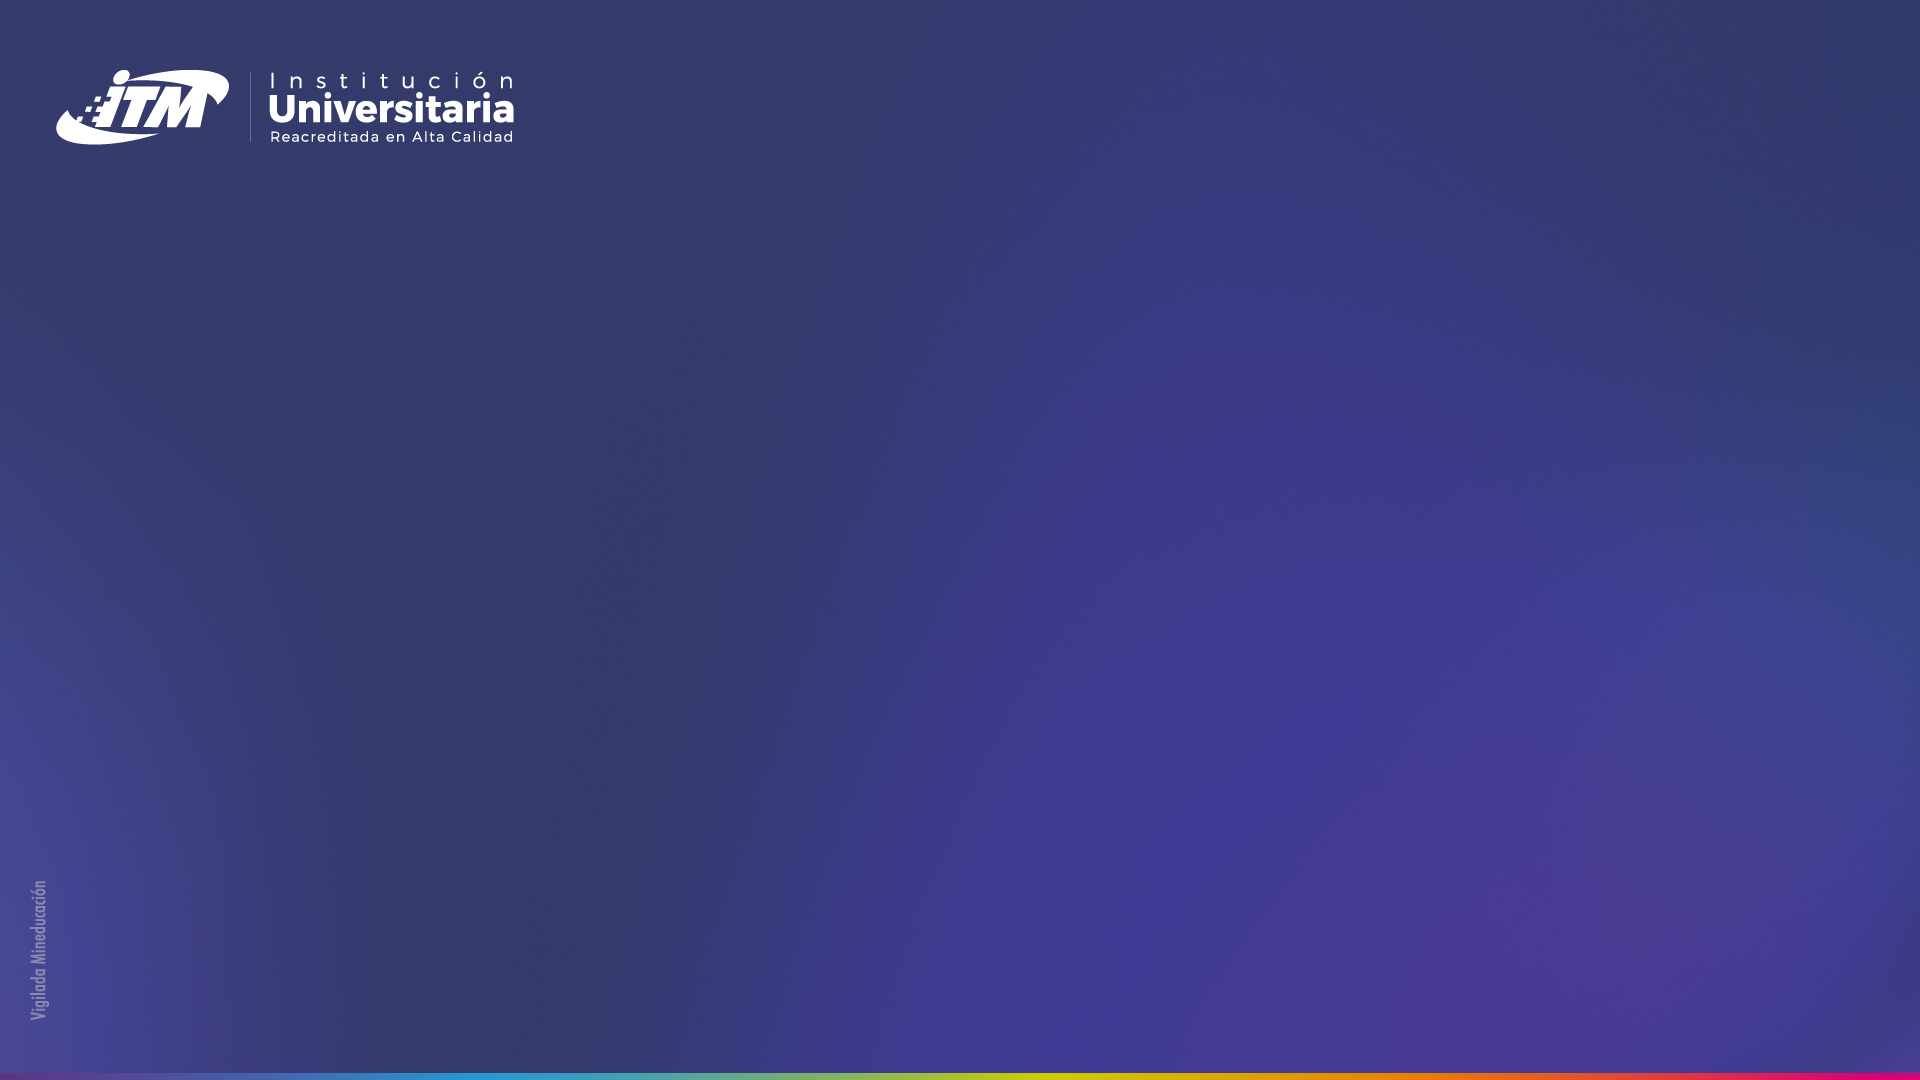 iTM
Institución
Universitaria
Reacreditada en Alta Calidad
Vigilada Mineducación